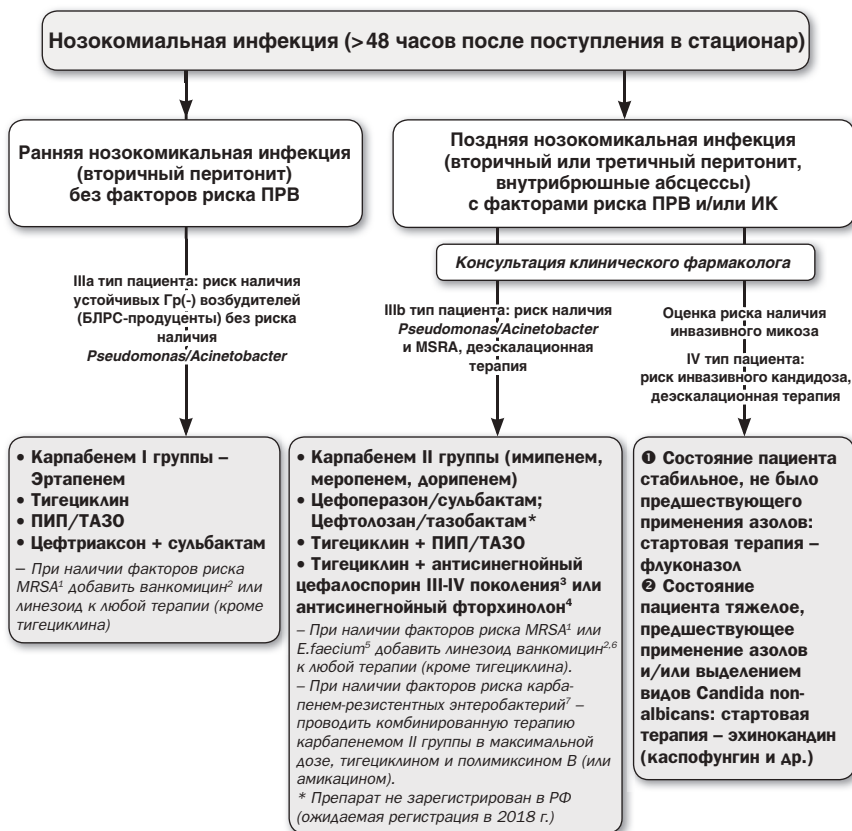 Нозокомиальная инфекция (>48 часов после поступления в стационар)
Ранняя нозокомикальная инфекция
(вторичный перитонит)
без факторов риска ПРВ
Поздняя нозокомикальная инфекция
(вторичный или третичный перитонит,
внутрибрюшные абсцессы)
с факторами риска ПРВ и/или ИК
Консультация клинического фармаколога
IIIa тип пациента: риск наличия
устойчивых Гр(-) возбудителей
(БЛРС-продуценты) без риска
наличия
Pseudomonas/Acinetobacter
IIIb тип пациента: риск наличия
Pseudomonas/Acinetobacter
и MSRA, деэскалационная
терапия
Оценка риска наличия
инвазивного микоза
IV тип пациента:
риск инвазивного кандидоза,
деэскалационная терапия
• Карпабенем I группы –
Эртапенем
• Тигециклин
• ПИП/ТАЗО
• Цефтриаксон + сульбактам
– При наличии факторов риска
MRSA¹ добавить ванкомицин² или
линезоид к любой терапии (кроме
тигециклина)
• Карпабенем II группы (имипенем,
меропенем, дорипенем)
• Цефоперазон/сульбактам;
Цефтолозан/тазобактам*
• Тигециклин + ПИП/ТАЗО
• Тигециклин + антисинегнойный
цефалоспорин III-IV поколения³ или
антисинегнойный фторхинолон⁴
– При наличии факторов риска MRSA¹ или
E.faecium⁵ добавить линезоид ванкомицин²,⁶
к любой терапии (кроме тигециклина).
– При наличии факторов риска карба-
пенем-резистентных энтеробактерий⁷ –
проводить комбинированную терапию
карбапенемом II группы в максимальной
дозе, тигециклином и полимиксином В (или
амикацином).
* Препарат не зарегистрирован в РФ
(ожидаемая регистрация в 2018 г.)
❶ Состояние пациента
стабильное, не было
предшествующего
применения азолов:
стартовая терапия –
флуконазол
❷ Состояние
пациента тяжелое,
предшествующее
применение азолов
и/или выделением
видов Candida non-
albicans: стартовая
терапия – эхинокандин
(каспофунгин и др.)